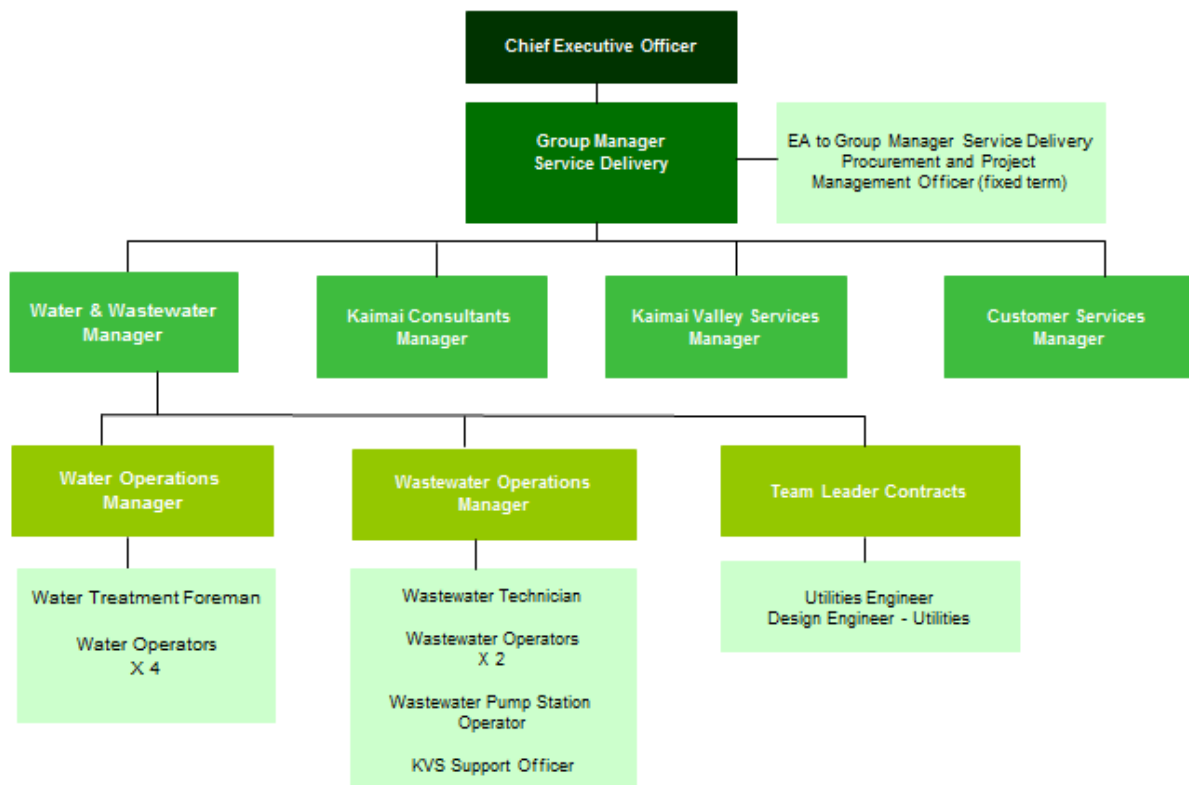 Chief Executive Officer
Group Manager
Service Delivery
EA to Group Manager Service Delivery
Procurement and Project
Management Officer (fixed term)
Water & Wastewater
Manager
Kaimai Consultants
Manager
Kaimai Valley Services
Manager
Customer Services
Manager
Water Operations
Manager
Wastewater Operations
Manager
Team Leader Contracts
Water Treatment Foreman
Water Operators
X 4
Wastewater Technician
Wastewater Operators
X 2
Wastewater Pump Station
Operator
KVS Support Officer
Utilities Engineer
Design Engineer - Utilities